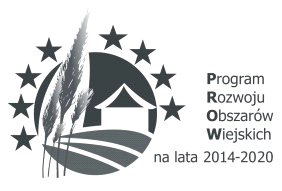 Program
Rozwoju
Obszarów
Wiejskich
na lata 2014-2020